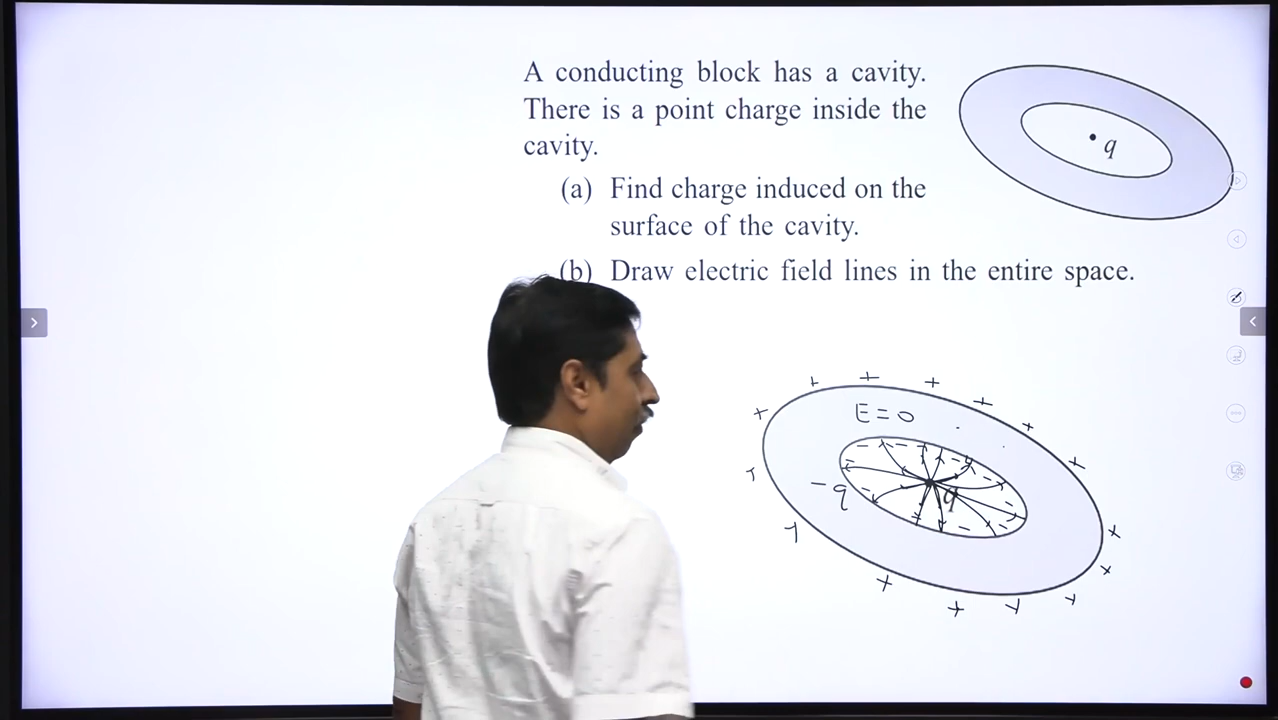 A conducting block has a cavity.
There is a point charge inside the
cavity.
(a) Find charge induced on the
surface of the cavity.
(b) Draw electric field lines in the entire space.
q
+ + + + + + + + + + + + + + +
E = 0
- q
q